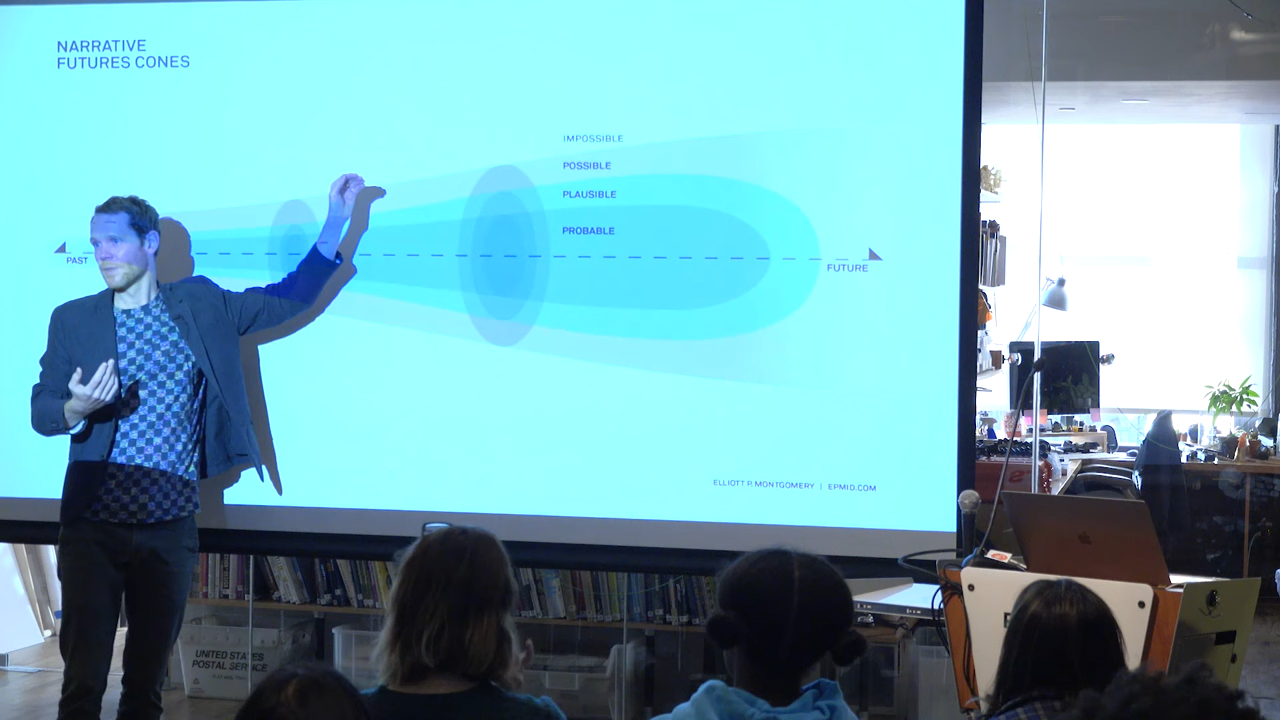 NARRATIVE
FUTURES CONES
IMPOSSIBLE
POSSIBLE
PLAUSIBLE
PROBABLE
PAST
FUTURE
ELLIOTT P. MONTGOMERY | EPMID.COM
UNITED STATES
POSTAL SERVICE